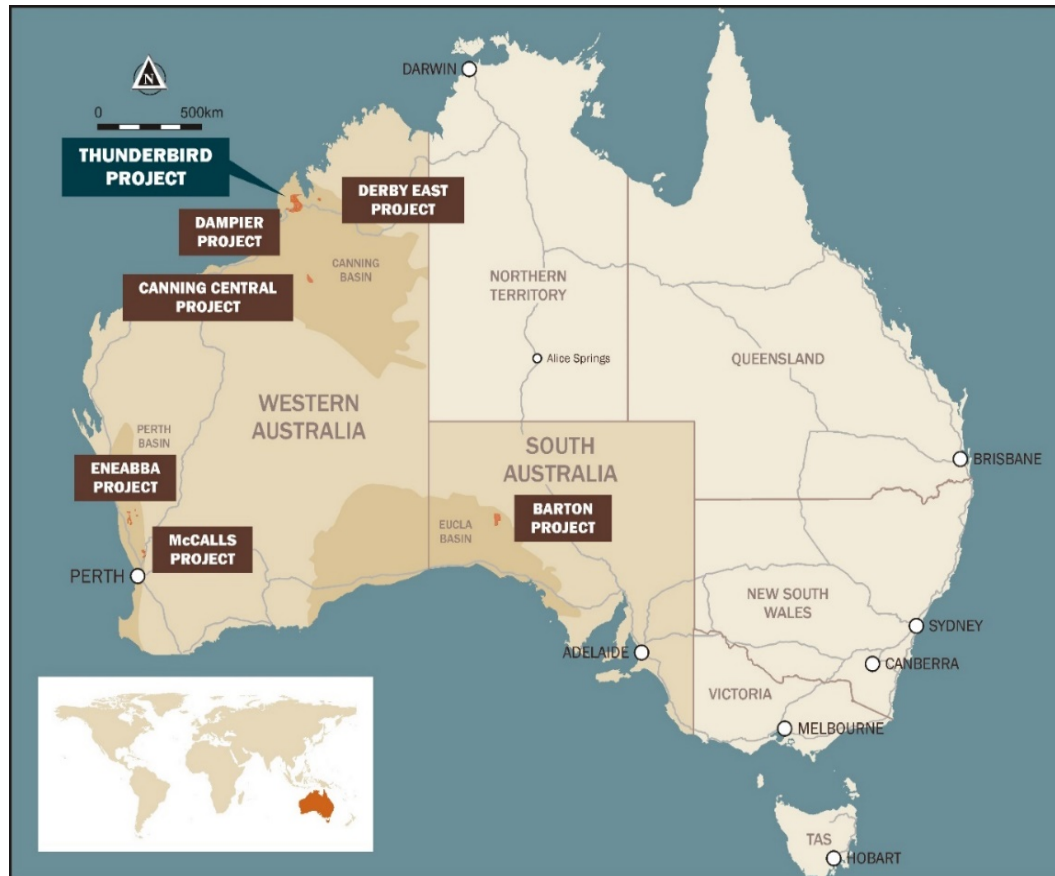 DARWIN
N
0 500km
THUNDERBIRD
PROJECT
DERBY EAST
PROJECT
DAMPIER
PROJECT
CANNING
BASIN
CANNING CENTRAL
PROJECT
NORTHERN
TERRITORY
Alice Springs
QUEENSLAND
WESTERN
AUSTRALIA
PERTH
BASIN
SOUTH
AUSTRALIA
BRISBANE
ENEABBA
PROJECT
BARTON
PROJECT
EUCLA
BASIN
McCALLS
PROJECT
PERTH
NEW SOUTH
WALES
SYDNEY
ADELAIDE
CANBERRA
VICTORIA
MELBOURNE
TAS
HOBART